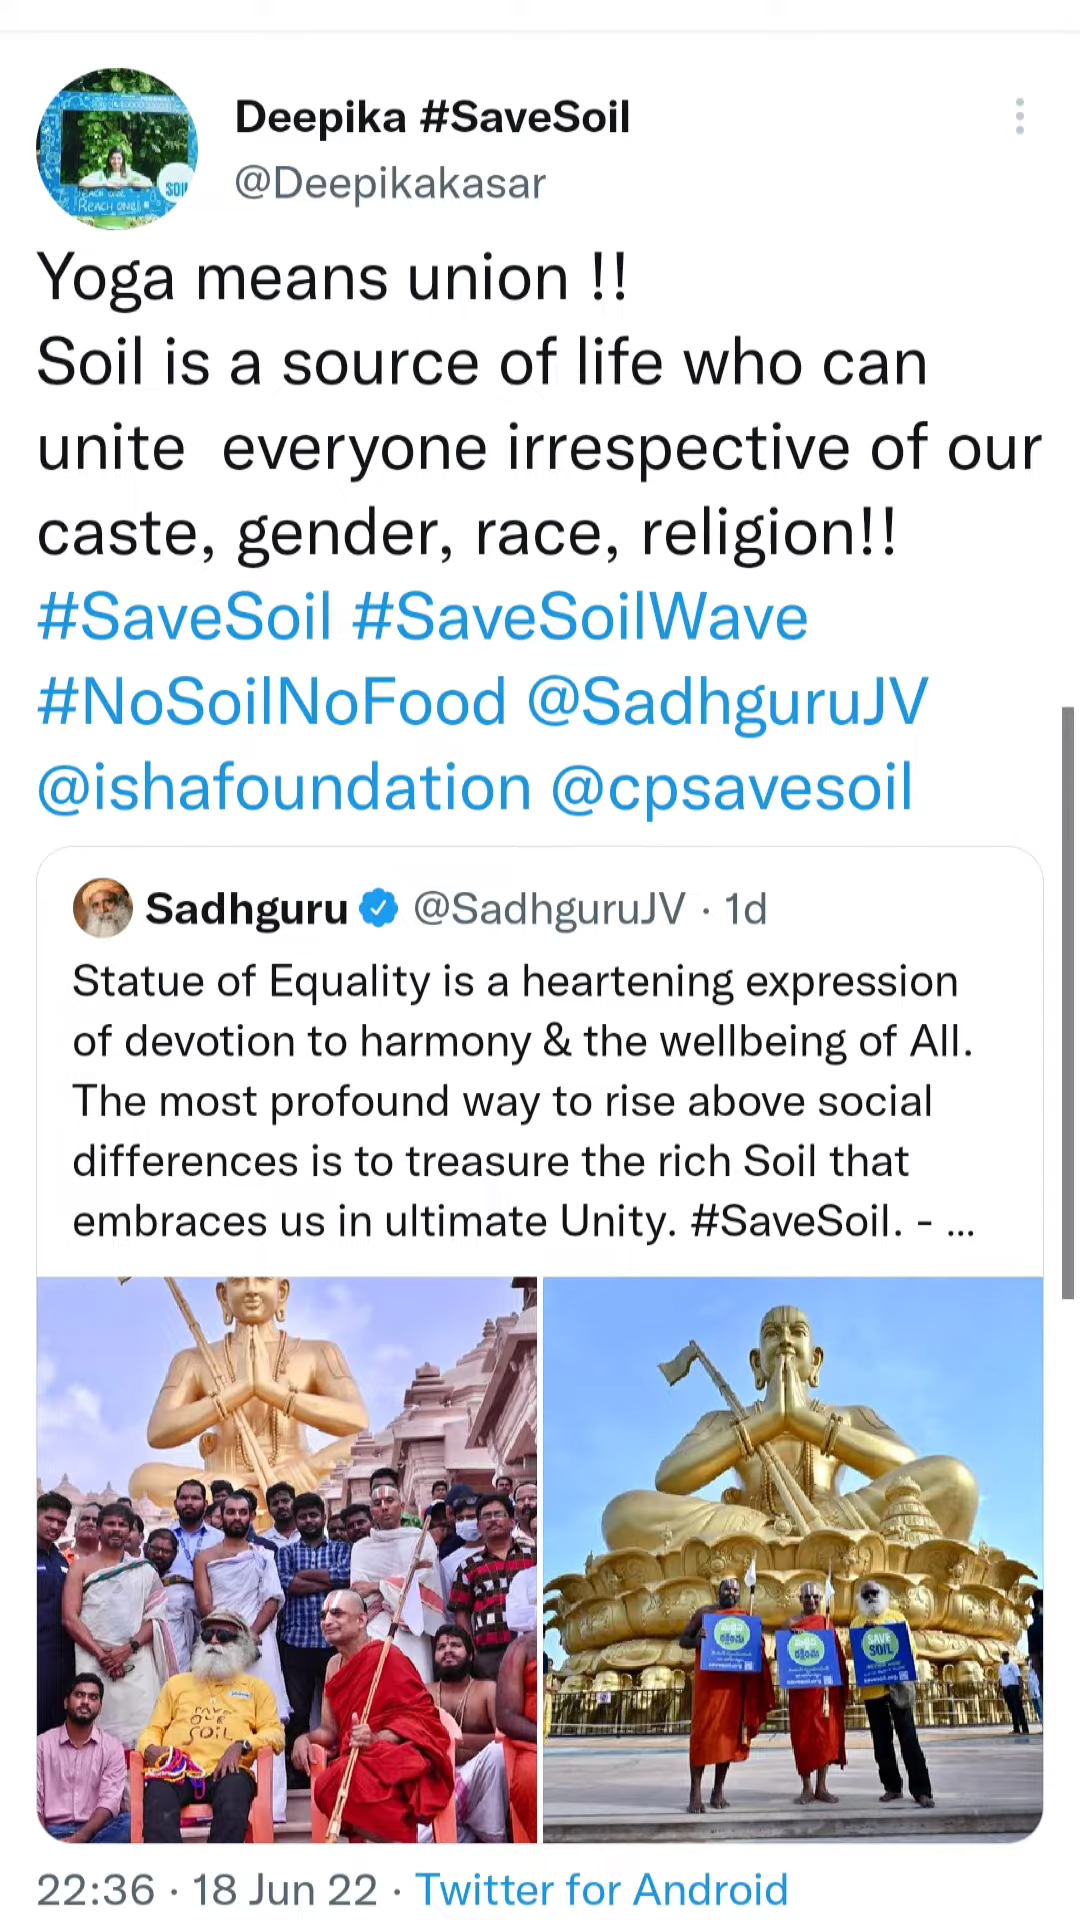 Deepika #SaveSoil
@Deepikakasar
SOIL
REACH ONE!
Yoga means union !!
Soil is a source of life who can
unite  everyone irrespective of our
caste, gender, race, religion!!
#SaveSoil #SaveSoilWave
#NoSoilNoFood @SadhguruJV
@ishafoundation @cpsavesoil
Sadhguru @SadhguruJV · 1d
Statue of Equality is a heartening expression
of devotion to harmony & the wellbeing of All.
The most profound way to rise above social
differences is to treasure the rich Soil that
embraces us in ultimate Unity. #SaveSoil. - ...
SOIL
SAVE
SOIL
22:36 · 18 Jun 22 · Twitter for Android